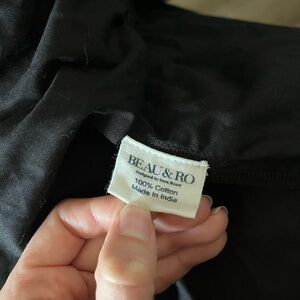 BEAU & RO
100% Cotton
Made in India